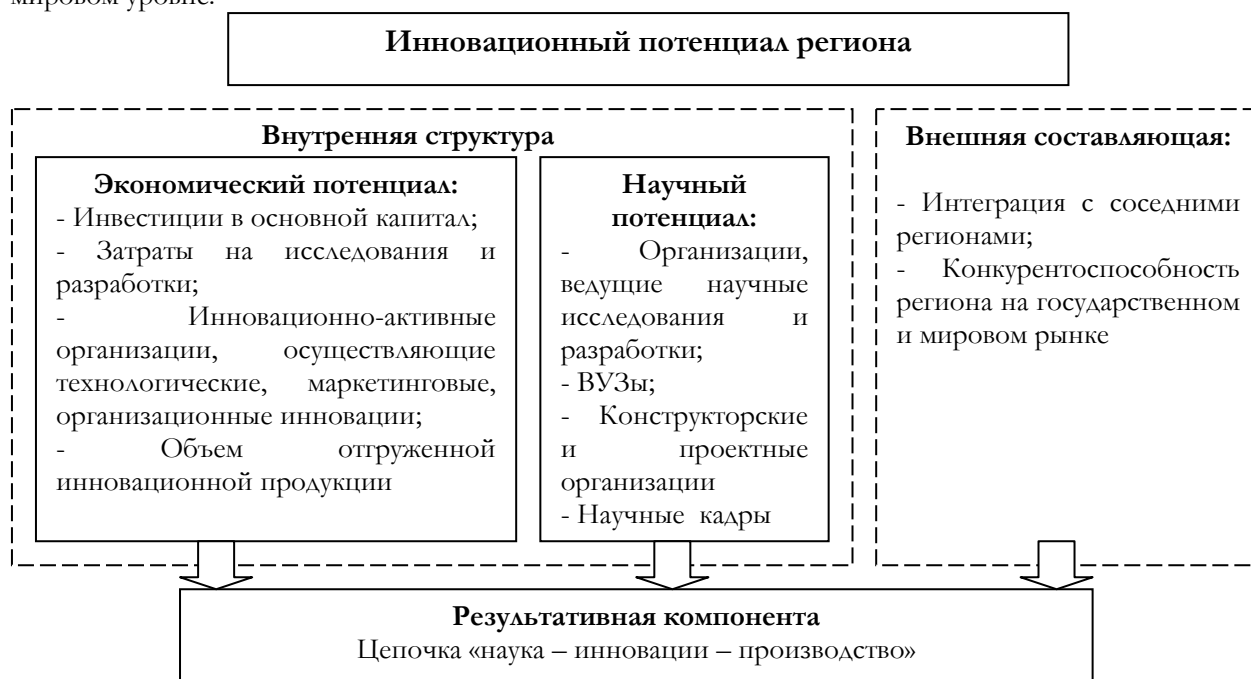 мировом уровне.
Инновационный потенциал региона
Внутренняя структура
Экономический потенциал:
- Инвестиции в основной капитал;
- Затраты на исследования и
разработки;
- Инновационно-активные
организации, осуществляющие
технологические, маркетинговые,
организационные инновации;
- Объем отгруженной
инновационной продукции
Научный
потенциал:
- Организации,
ведущие научные
исследования и
разработки;
- ВУЗы;
- Конструкторские
и проектные
организации
- Научные кадры
Внешняя составляющая:
- Интеграция с соседними
регионами;
- Конкурентоспособность
региона на государственном
и мировом рынке
Результативная компонента
Цепочка «наука – инновации – производство»